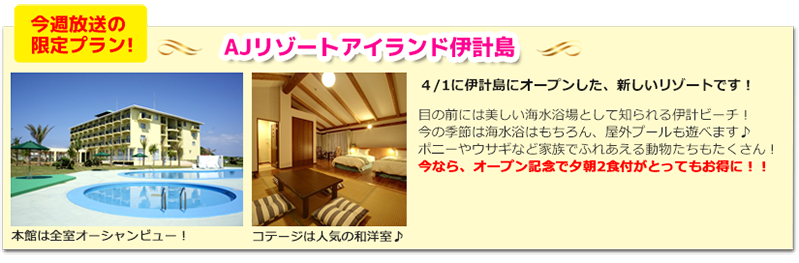 今週放送の
限定プラン!
AJリゾートアイランド伊計島
４/1に伊計島にオープンした、新しいリゾートです！
目の前には美しい海水浴場として知られる伊計ビーチ！
今の季節は海水浴はもちろん、屋外プールも遊べます♪
ポニーやウサギなど家族でふれあえる動物たちもたくさん！
今なら、オープン記念で夕朝2食付がとってもお得に！！
本館は全室オーシャンビュー！
コテージは人気の和洋室♪